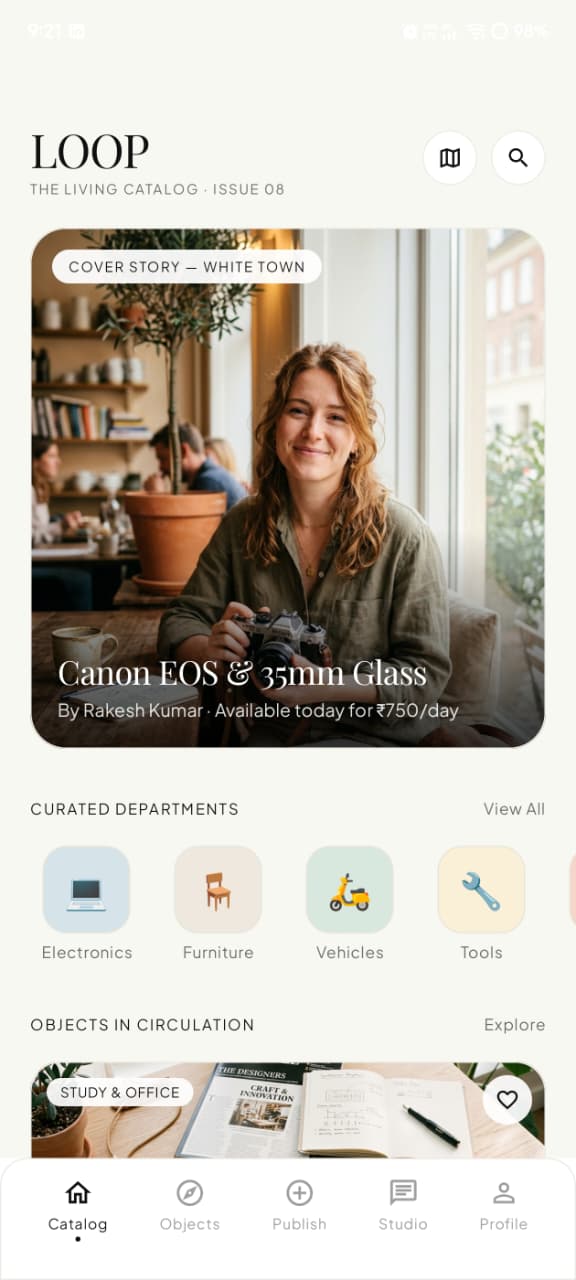 9:21
98%
LOOP
THE LIVING CATALOG · ISSUE 08
COVER STORY — WHITE TOWN
Canon EOS & 35mm Glass
By Rakesh Kumar · Available today for ₹750/day
CURATED DEPARTMENTS
View All
Electronics
Furniture
Vehicles
Tools
OBJECTS IN CIRCULATION
Explore
STUDY & OFFICE
THE DESIGNERS
CRAFT &
INNOVATION
Catalog
Objects
Publish
Studio
Profile